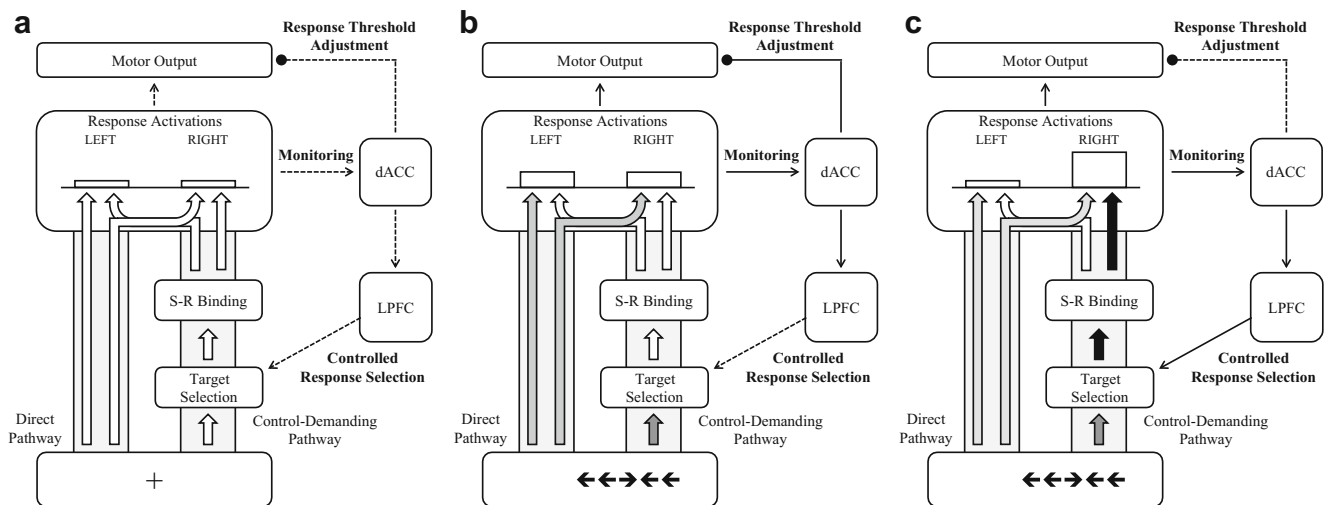 a
Response Threshold
Adjustment
Motor Output
Response Activations
LEFT RIGHT
Monitoring
dACC
S-R Binding
LPFC
Controlled
Response Selection
Target
Selection
Direct
Pathway
Control-Demanding
Pathway
+
b
Response Threshold
Adjustment
Motor Output
Response Activations
LEFT RIGHT
Monitoring
dACC
S-R Binding
LPFC
Controlled
Response Selection
Target
Selection
Direct
Pathway
Control-Demanding
Pathway
c
Response Threshold
Adjustment
Motor Output
Response Activations
LEFT RIGHT
Monitoring
dACC
S-R Binding
LPFC
Controlled
Response Selection
Target
Selection
Direct
Pathway
Control-Demanding
Pathway